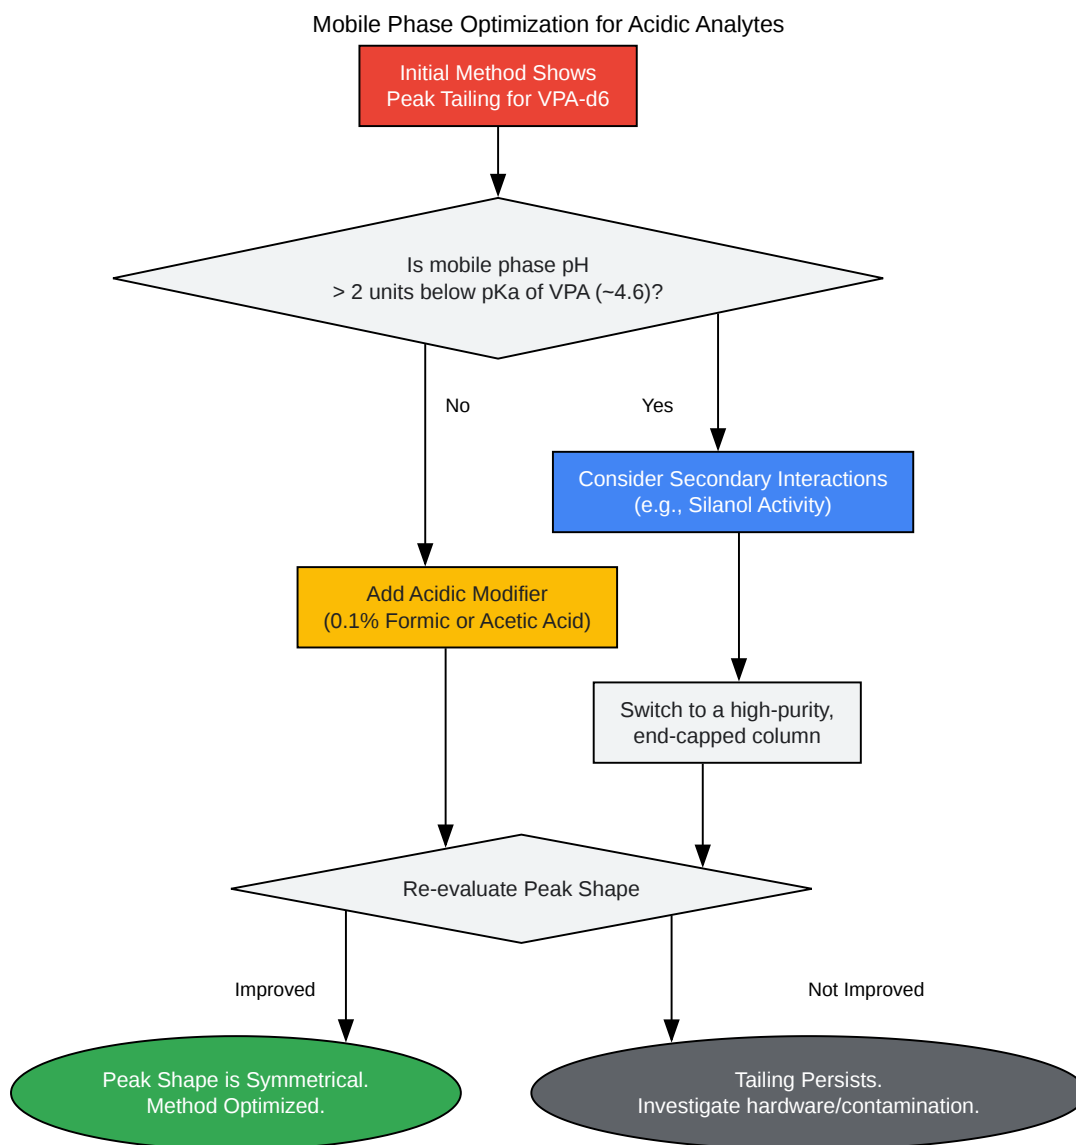 Mobile Phase Optimization for Acidic Analytes
Initial Method Shows
Peak Tailing for VPA-d6
Is mobile phase pH
> 2 units below pKa of VPA (~4.6)?
No
Yes
Consider Secondary Interactions
(e.g., Silanol Activity)
Add Acidic Modifier
(0.1% Formic or Acetic Acid)
Switch to a high-purity,
end-capped column
Re-evaluate Peak Shape
Improved
Not Improved
Peak Shape is Symmetrical.
Method Optimized.
Tailing Persists.
Investigate hardware/contamination.